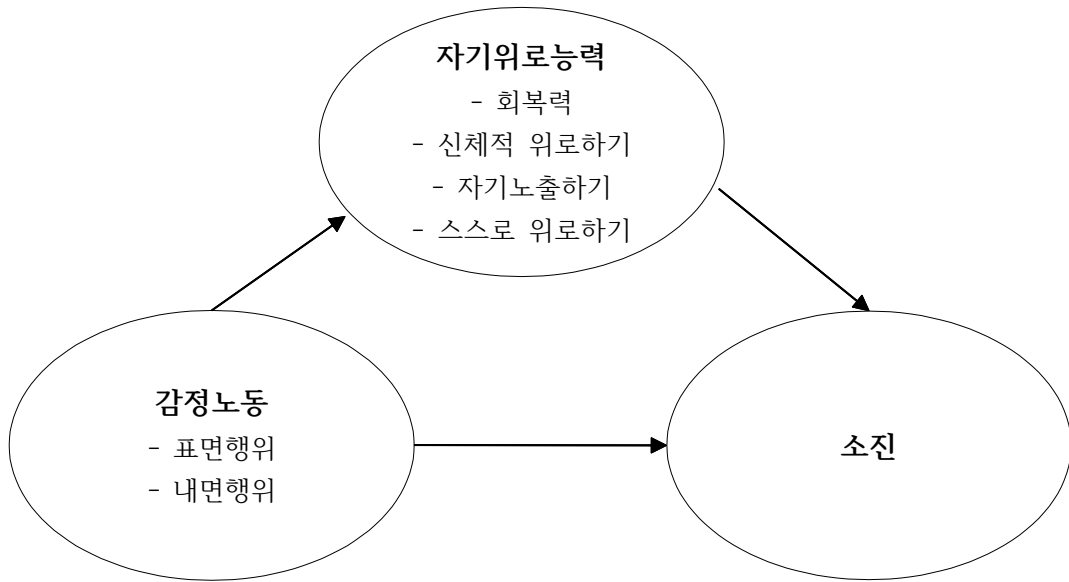 자기위로능력
- 회복력
- 신체적 위로하기
- 자기노출하기
- 스스로 위로하기
감정노동
- 표면행위
- 내면행위
소진